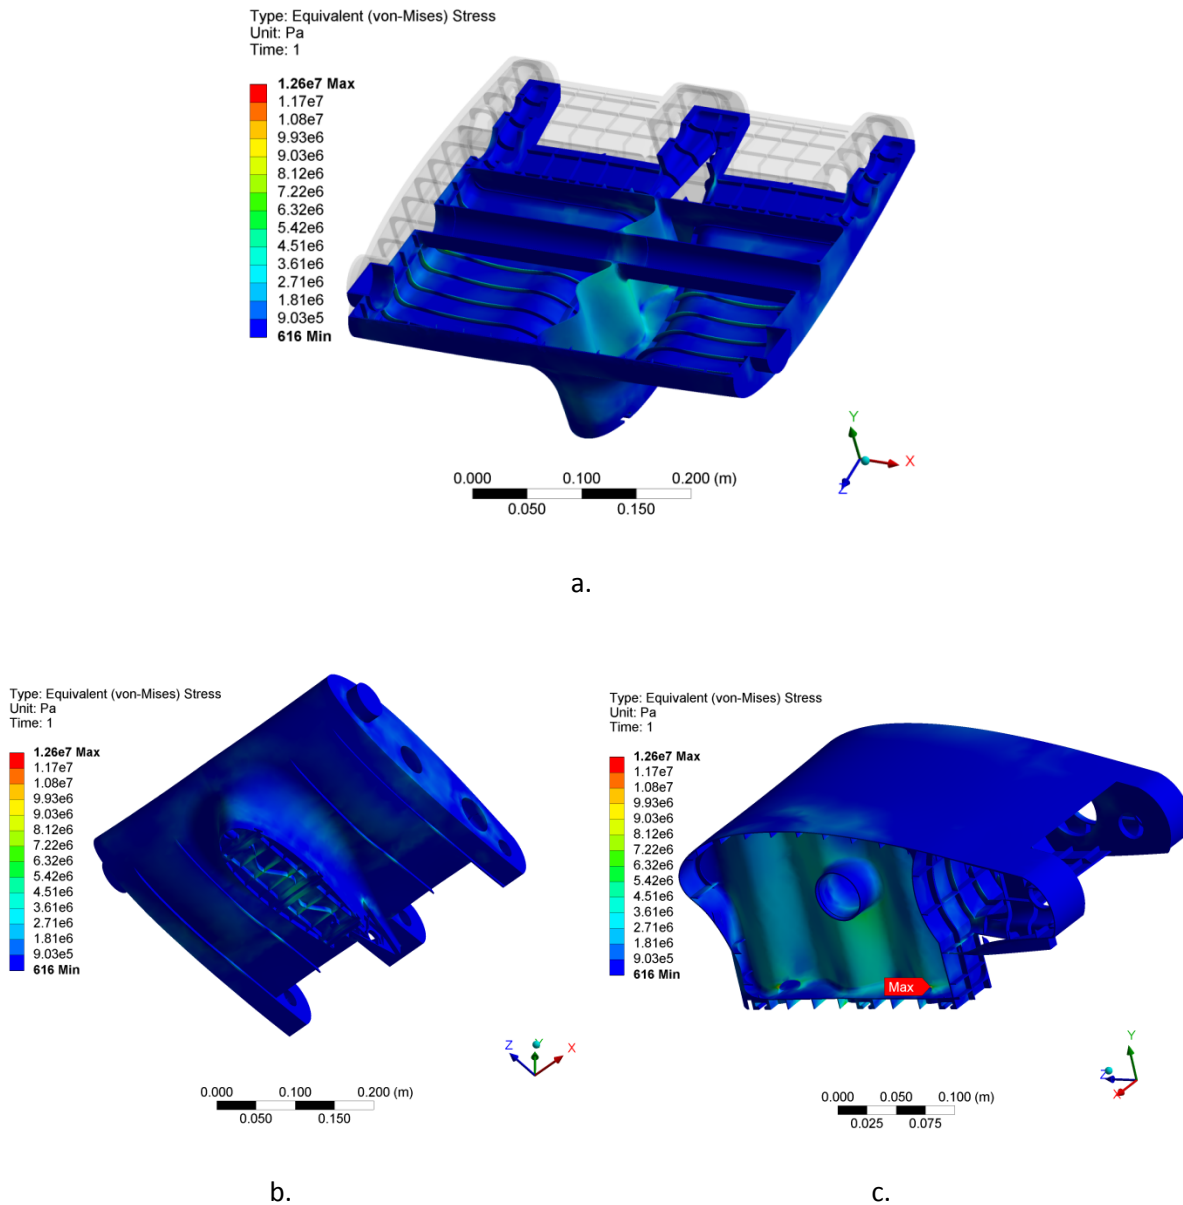 Type: Equivalent (von-Mises) Stress
Unit: Pa
Time: 1
1.26e7 Max
1.17e7
1.08e7
9.93e6
9.03e6
8.12e6
7.22e6
6.32e6
5.42e6
4.51e6
3.61e6
2.71e6
1.81e6
9.03e5
616 Min
Y
X
Z
0.000 0.100 0.200 (m)
0.050 0.150
a.
Type: Equivalent (von-Mises) Stress
Unit: Pa
Time: 1
1.26e7 Max
1.17e7
1.08e7
9.93e6
9.03e6
8.12e6
7.22e6
6.32e6
5.42e6
4.51e6
3.61e6
2.71e6
1.81e6
9.03e5
616 Min
Z Y X
0.000 0.100 0.200 (m)
0.050 0.150
b.
Type: Equivalent (von-Mises) Stress
Unit: Pa
Time: 1
1.26e7 Max
1.17e7
1.08e7
9.93e6
9.03e6
8.12e6
7.22e6
6.32e6
5.42e6
4.51e6
3.61e6
2.71e6
1.81e6
9.03e5
616 Min
Max
Y
Z
X
0.000 0.050 0.100 (m)
0.025 0.075
c.